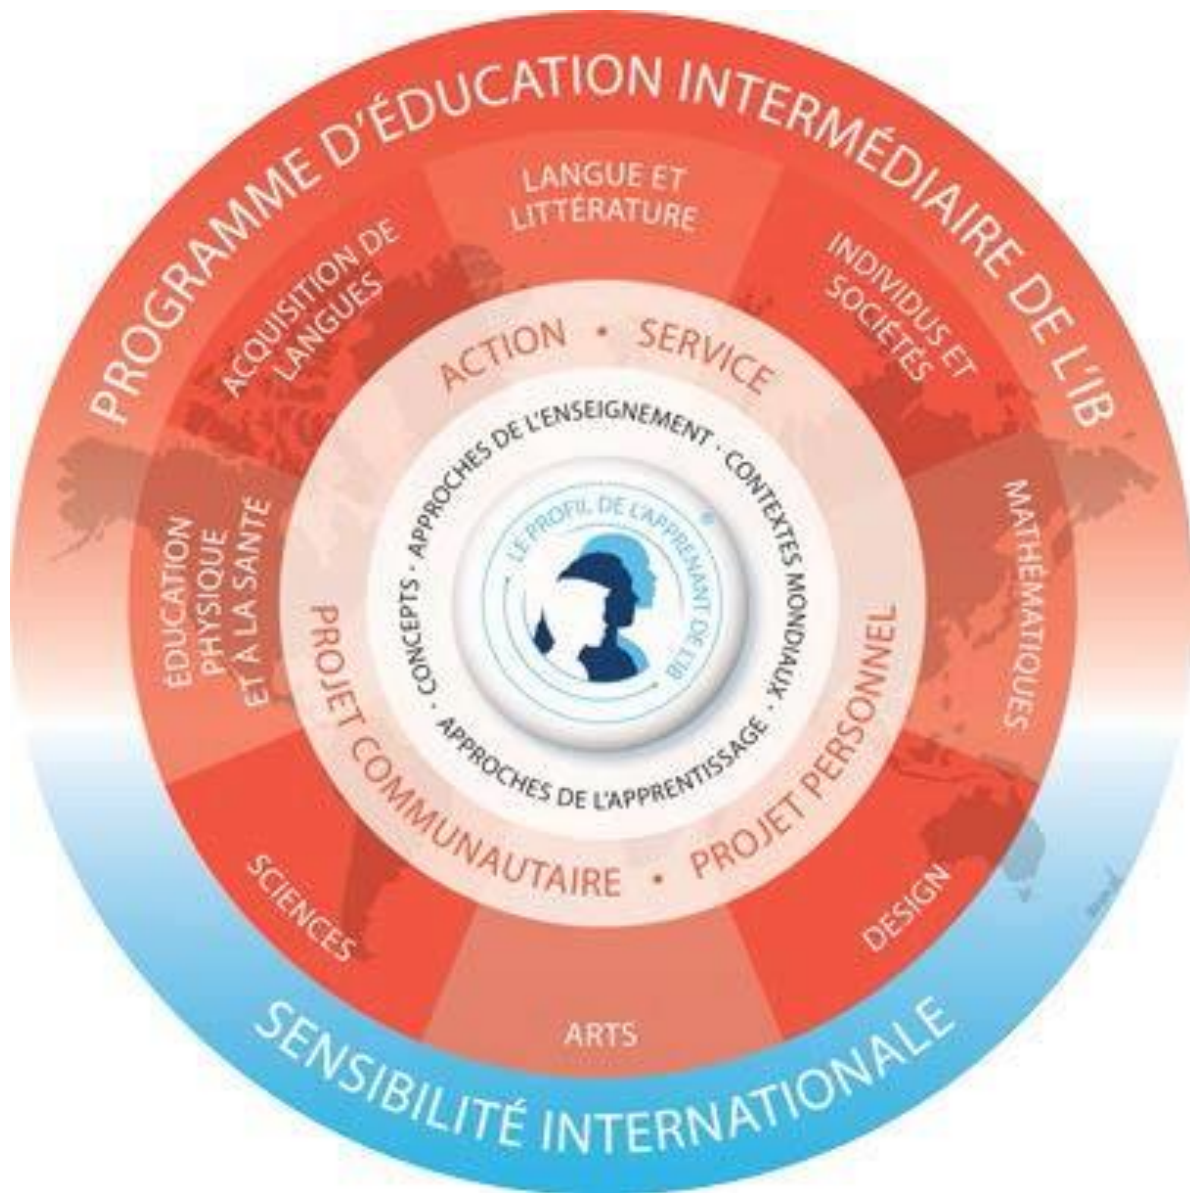 PROGRAMME D'ÉDUCATION INTERMÉDIAIRE DE L'IB
LANGUE ET
LITTÉRATURE
INDIVIDUS ET
SOCIÉTÉS
MATHÉMATIQUES
DESIGN
ARTS
SCIENCES
ÉDUCATION
PHYSIQUE
ET À LA SANTÉ
ACQUISITION DE
LANGUES
ACTION • SERVICE
PROJET COMMUNAUTAIRE • PROJET PERSONNEL
APPROCHES DE L'ENSEIGNEMENT · CONTEXTES MONDIAUX ·
CONCEPTS · APPROCHES DE L'APPRENTISSAGE
LE PROFIL DE L'APPRENANT DE L'IB
®
SENSIBILITÉ INTERNATIONALE